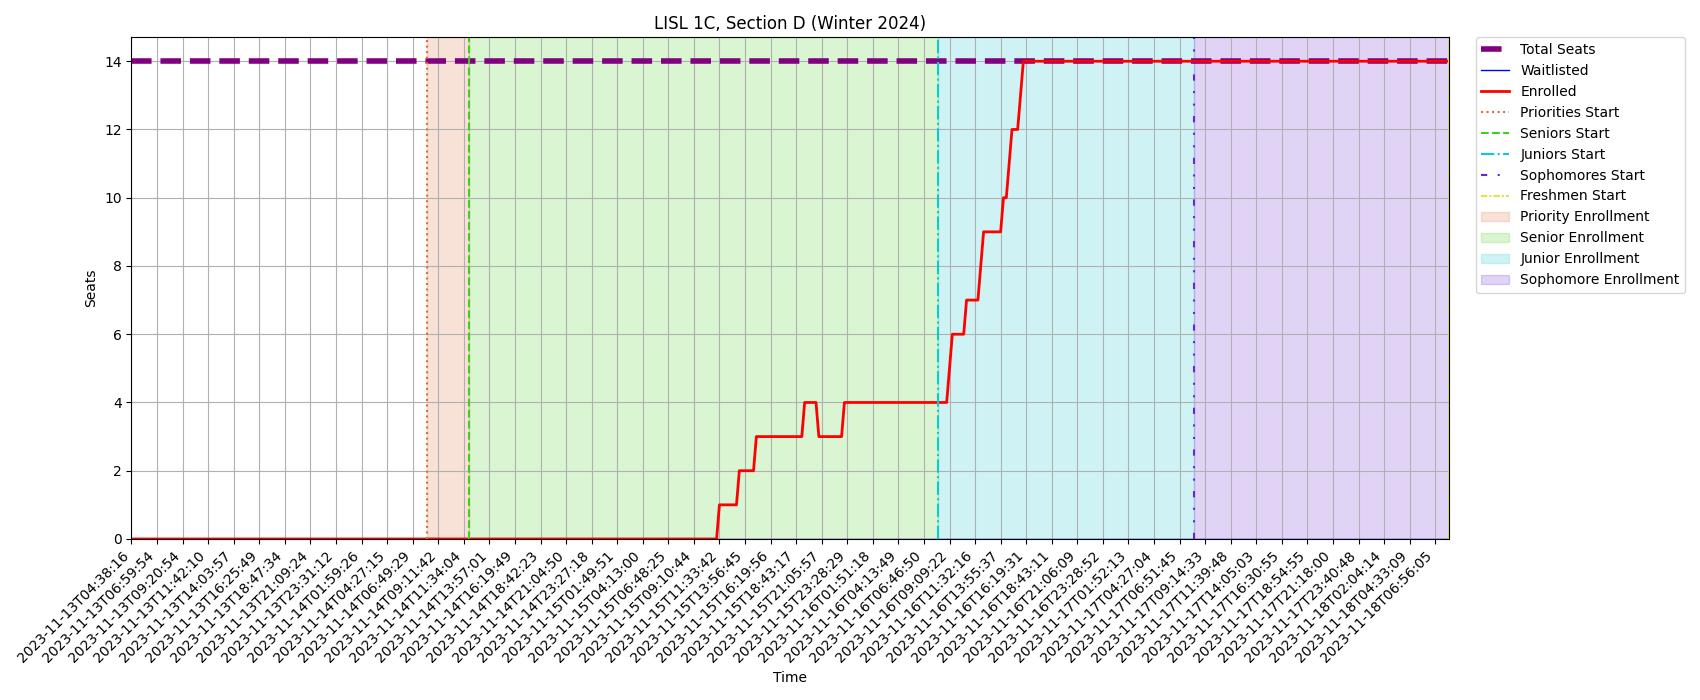 LISL 1C, Section D (Winter 2024)
Total Seats
Waitlisted
Enrolled
Priorities Start
Seniors Start
Juniors Start
Sophomores Start
Freshmen Start
Priority Enrollment
Senior Enrollment
Junior Enrollment
Sophomore Enrollment
Seats
14
12
10
8
6
4
2
0
2023-11-13T04:38:16
2023-11-13T06:59:54
2023-11-13T09:20:54
2023-11-13T11:42:10
2023-11-13T14:03:57
2023-11-13T16:25:49
2023-11-13T18:47:34
2023-11-13T21:09:24
2023-11-13T23:31:12
2023-11-14T01:59:26
2023-11-14T04:27:15
2023-11-14T06:49:29
2023-11-14T09:11:42
2023-11-14T11:34:04
2023-11-14T13:57:01
2023-11-14T16:19:49
2023-11-14T18:42:23
2023-11-14T21:04:50
2023-11-14T23:27:18
2023-11-15T01:49:51
2023-11-15T04:13:00
2023-11-15T06:48:25
2023-11-15T09:10:44
2023-11-15T11:33:42
2023-11-15T13:56:45
2023-11-15T16:19:56
2023-11-15T18:43:17
2023-11-15T21:05:57
2023-11-15T23:28:29
2023-11-16T01:51:18
2023-11-16T04:13:49
2023-11-16T06:46:50
2023-11-16T09:09:22
2023-11-16T11:32:16
2023-11-16T13:55:37
2023-11-16T16:19:31
2023-11-16T18:43:11
2023-11-16T21:06:09
2023-11-16T23:28:52
2023-11-17T01:52:13
2023-11-17T04:27:04
2023-11-17T06:51:45
2023-11-17T09:14:33
2023-11-17T11:39:48
2023-11-17T14:05:03
2023-11-17T16:30:55
2023-11-17T18:54:55
2023-11-17T21:18:00
2023-11-17T23:40:48
2023-11-18T02:04:14
2023-11-18T04:33:09
2023-11-18T06:56:05
Time